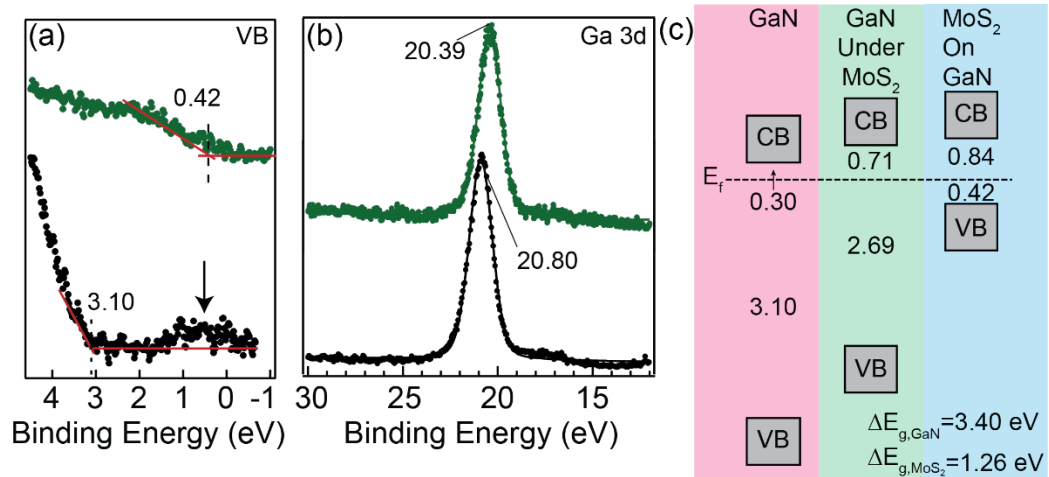 (a)
VB
0.42
3.10
4 3 2 1 0 -1
Binding Energy (eV)
(b)
Ga 3d
20.39
20.80
30 25 20 15
Binding Energy (eV)
(c)
GaN
GaN
Under
MoS₂
MoS₂
On
GaN
CB
CB
CB
0.71
0.84
E_f
0.30
0.42
VB
2.69
3.10
VB
VB
ΔE_g,GaN=3.40 eV
ΔE_g,MoS₂=1.26 eV